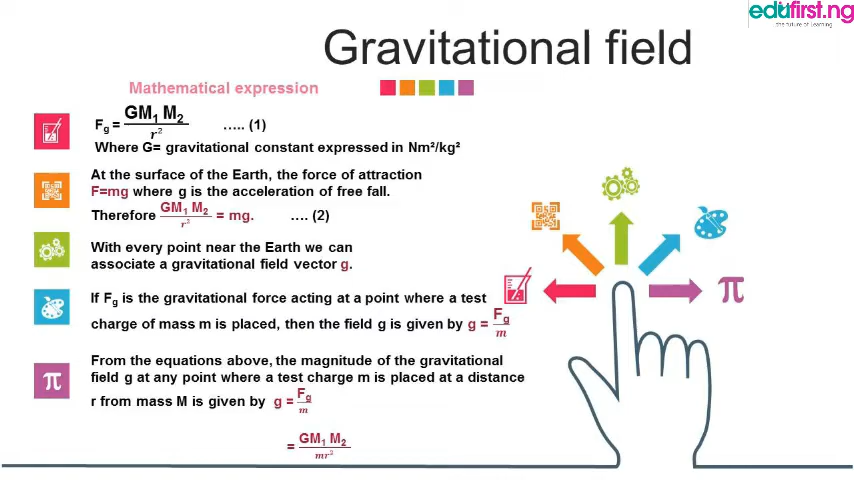 edufirst.ng
the future of learning
Gravitational field
Mathematical expression
F₉ = GM₁ M₂ / r² ….. (1)
Where G= gravitational constant expressed in Nm²/kg²
At the surface of the Earth, the force of attraction
F=mg where g is the acceleration of free fall.
Therefore GM₁ M₂ / r² = mg. …. (2)
With every point near the Earth we can
associate a gravitational field vector g.
If Fg is the gravitational force acting at a point where a test
charge of mass m is placed, then the field g is given by g = Fg / m
From the equations above, the magnitude of the gravitational
field g at any point where a test charge m is placed at a distance
r from mass M is given by g = Fg / m
= GM₁ M₂ / mr²
π
π